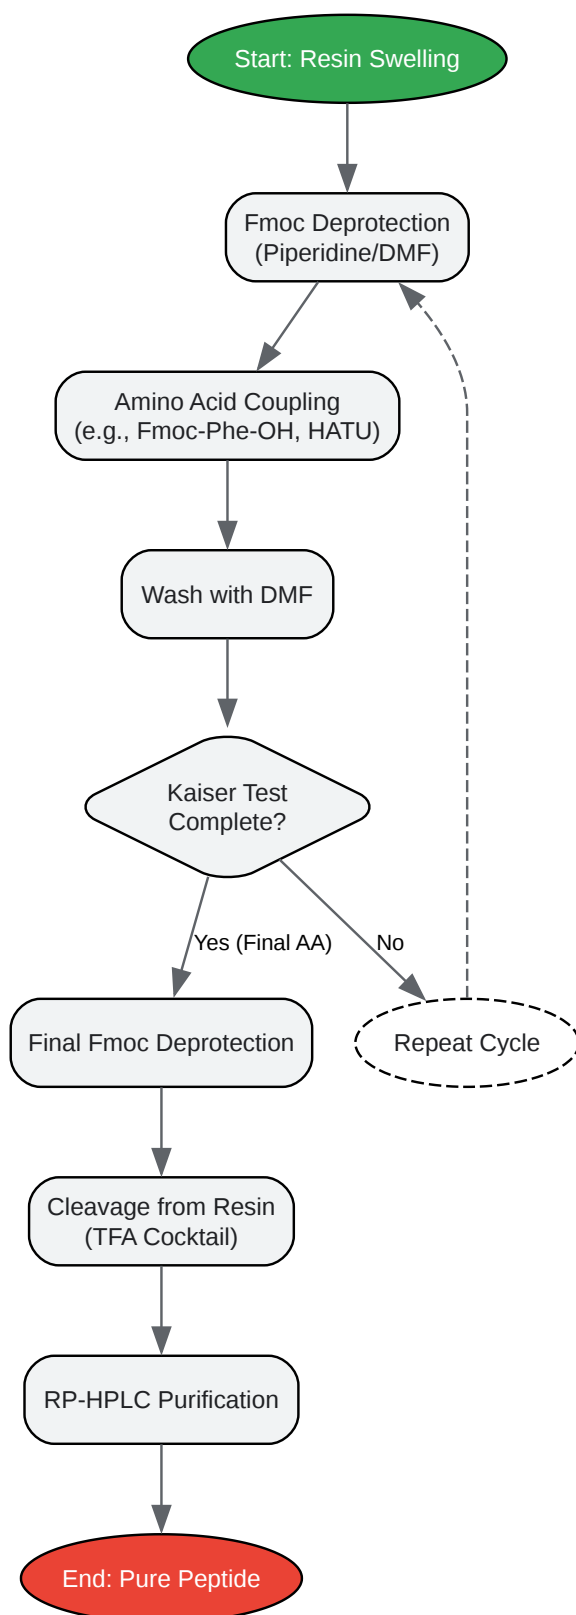 Start: Resin Swelling
Fmoc Deprotection
(Piperidine/DMF)
Amino Acid Coupling
(e.g., Fmoc-Phe-OH, HATU)
Wash with DMF
Kaiser Test
Complete?
Yes (Final AA)
No
Final Fmoc Deprotection
Repeat Cycle
Cleavage from Resin
(TFA Cocktail)
RP-HPLC Purification
End: Pure Peptide